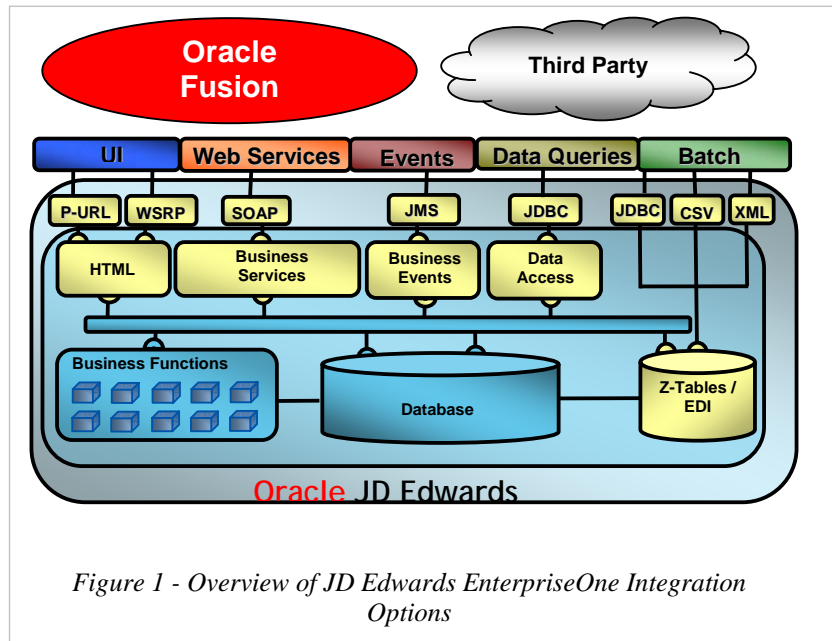 Oracle
Fusion
Third Party
UI
Web Services
Events
Data Queries
Batch
P-URL
WSRP
SOAP
JMS
JDBC
JDBC
CSV
XML
HTML
Business
Services
Business
Events
Data
Access
Business Functions
Database
Z-Tables /
EDI
Oracle JD Edwards
Figure 1 - Overview of JD Edwards EnterpriseOne Integration
Options